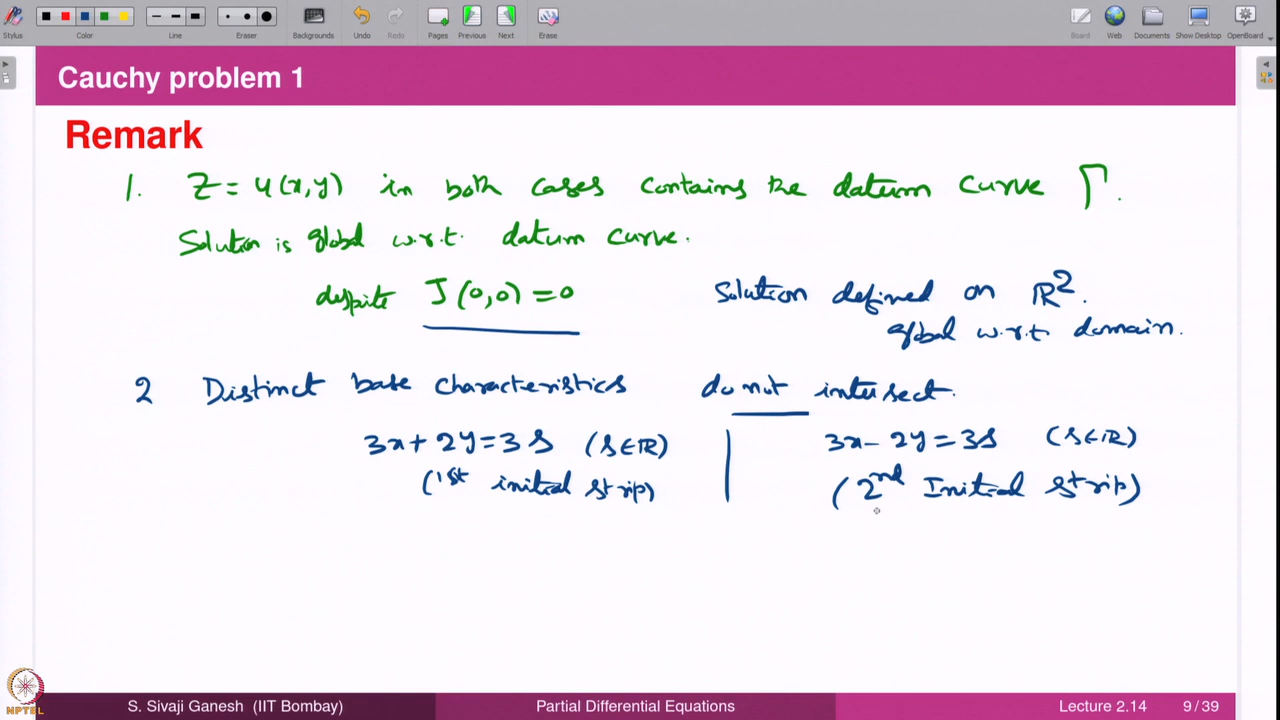 Stylus Color Line Eraser Backgrounds Undo Redo Pages Previous Next Erase Board Web Documents Show Desktop OpenBoard
Cauchy problem 1
Remark
1. Z = u(x,y) in both cases contains the datum curve Γ.
Solution is global w.r.t. datum curve.
despite J(0,0) = 0 Solution defined on ℝ².
global w.r.t. domain.
2 Distinct base characteristics do not intersect.
3x + 2y = 3s (s∈ℝ) 3x - 2y = 3s (s∈ℝ)
(1st initial strip) (2nd Initial strip)
NPTEL
S. Sivaji Ganesh (IIT Bombay) Partial Differential Equations Lecture 2.14 9 / 39